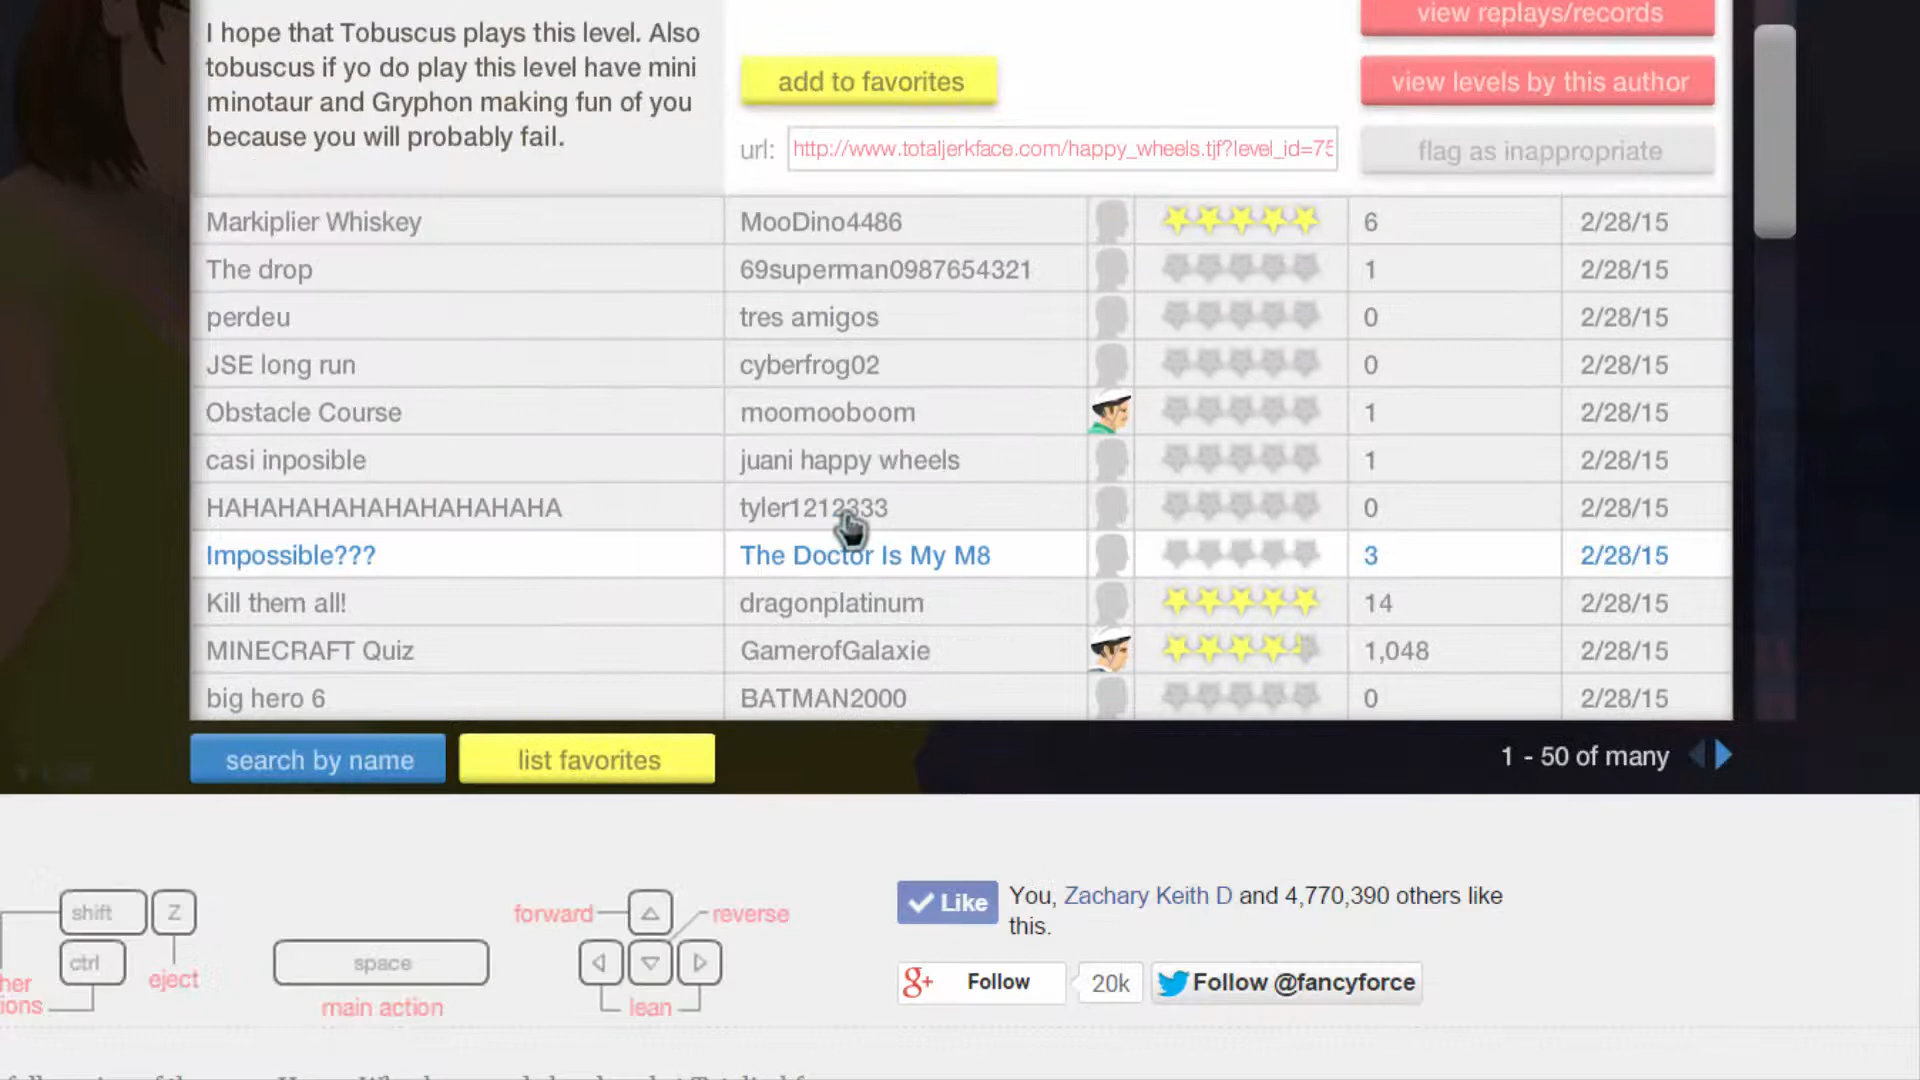 I hope that Tobuscus plays this level. Also
tobuscus if yo do play this level have mini
minotaur and Gryphon making fun of you
because you will probably fail.
view replays/records
add to favorites
view levels by this author
url: http://www.totaljerkface.com/happy_wheels.tjf?level_id=75
flag as inappropriate
Markiplier Whiskey MooDino4486 6 2/28/15
The drop 69superman0987654321 1 2/28/15
perdeu tres amigos 0 2/28/15
JSE long run cyberfrog02 0 2/28/15
Obstacle Course moomooboom 1 2/28/15
casi inposible juani happy wheels 1 2/28/15
HAHAHAHAHAHAHAHAHAHA tyler1212333 0 2/28/15
Impossible??? The Doctor Is My M8 3 2/28/15
Kill them all! dragonplatinum 14 2/28/15
MINECRAFT Quiz GamerofGalaxie 1,048 2/28/15
big hero 6 BATMAN2000 0 2/28/15
search by name list favorites 1 - 50 of many
shift Z
ctrl
eject
space
main action
forward reverse
lean
Like You, Zachary Keith D and 4,770,390 others like
this.
g+ Follow 20k Follow @fancyforce